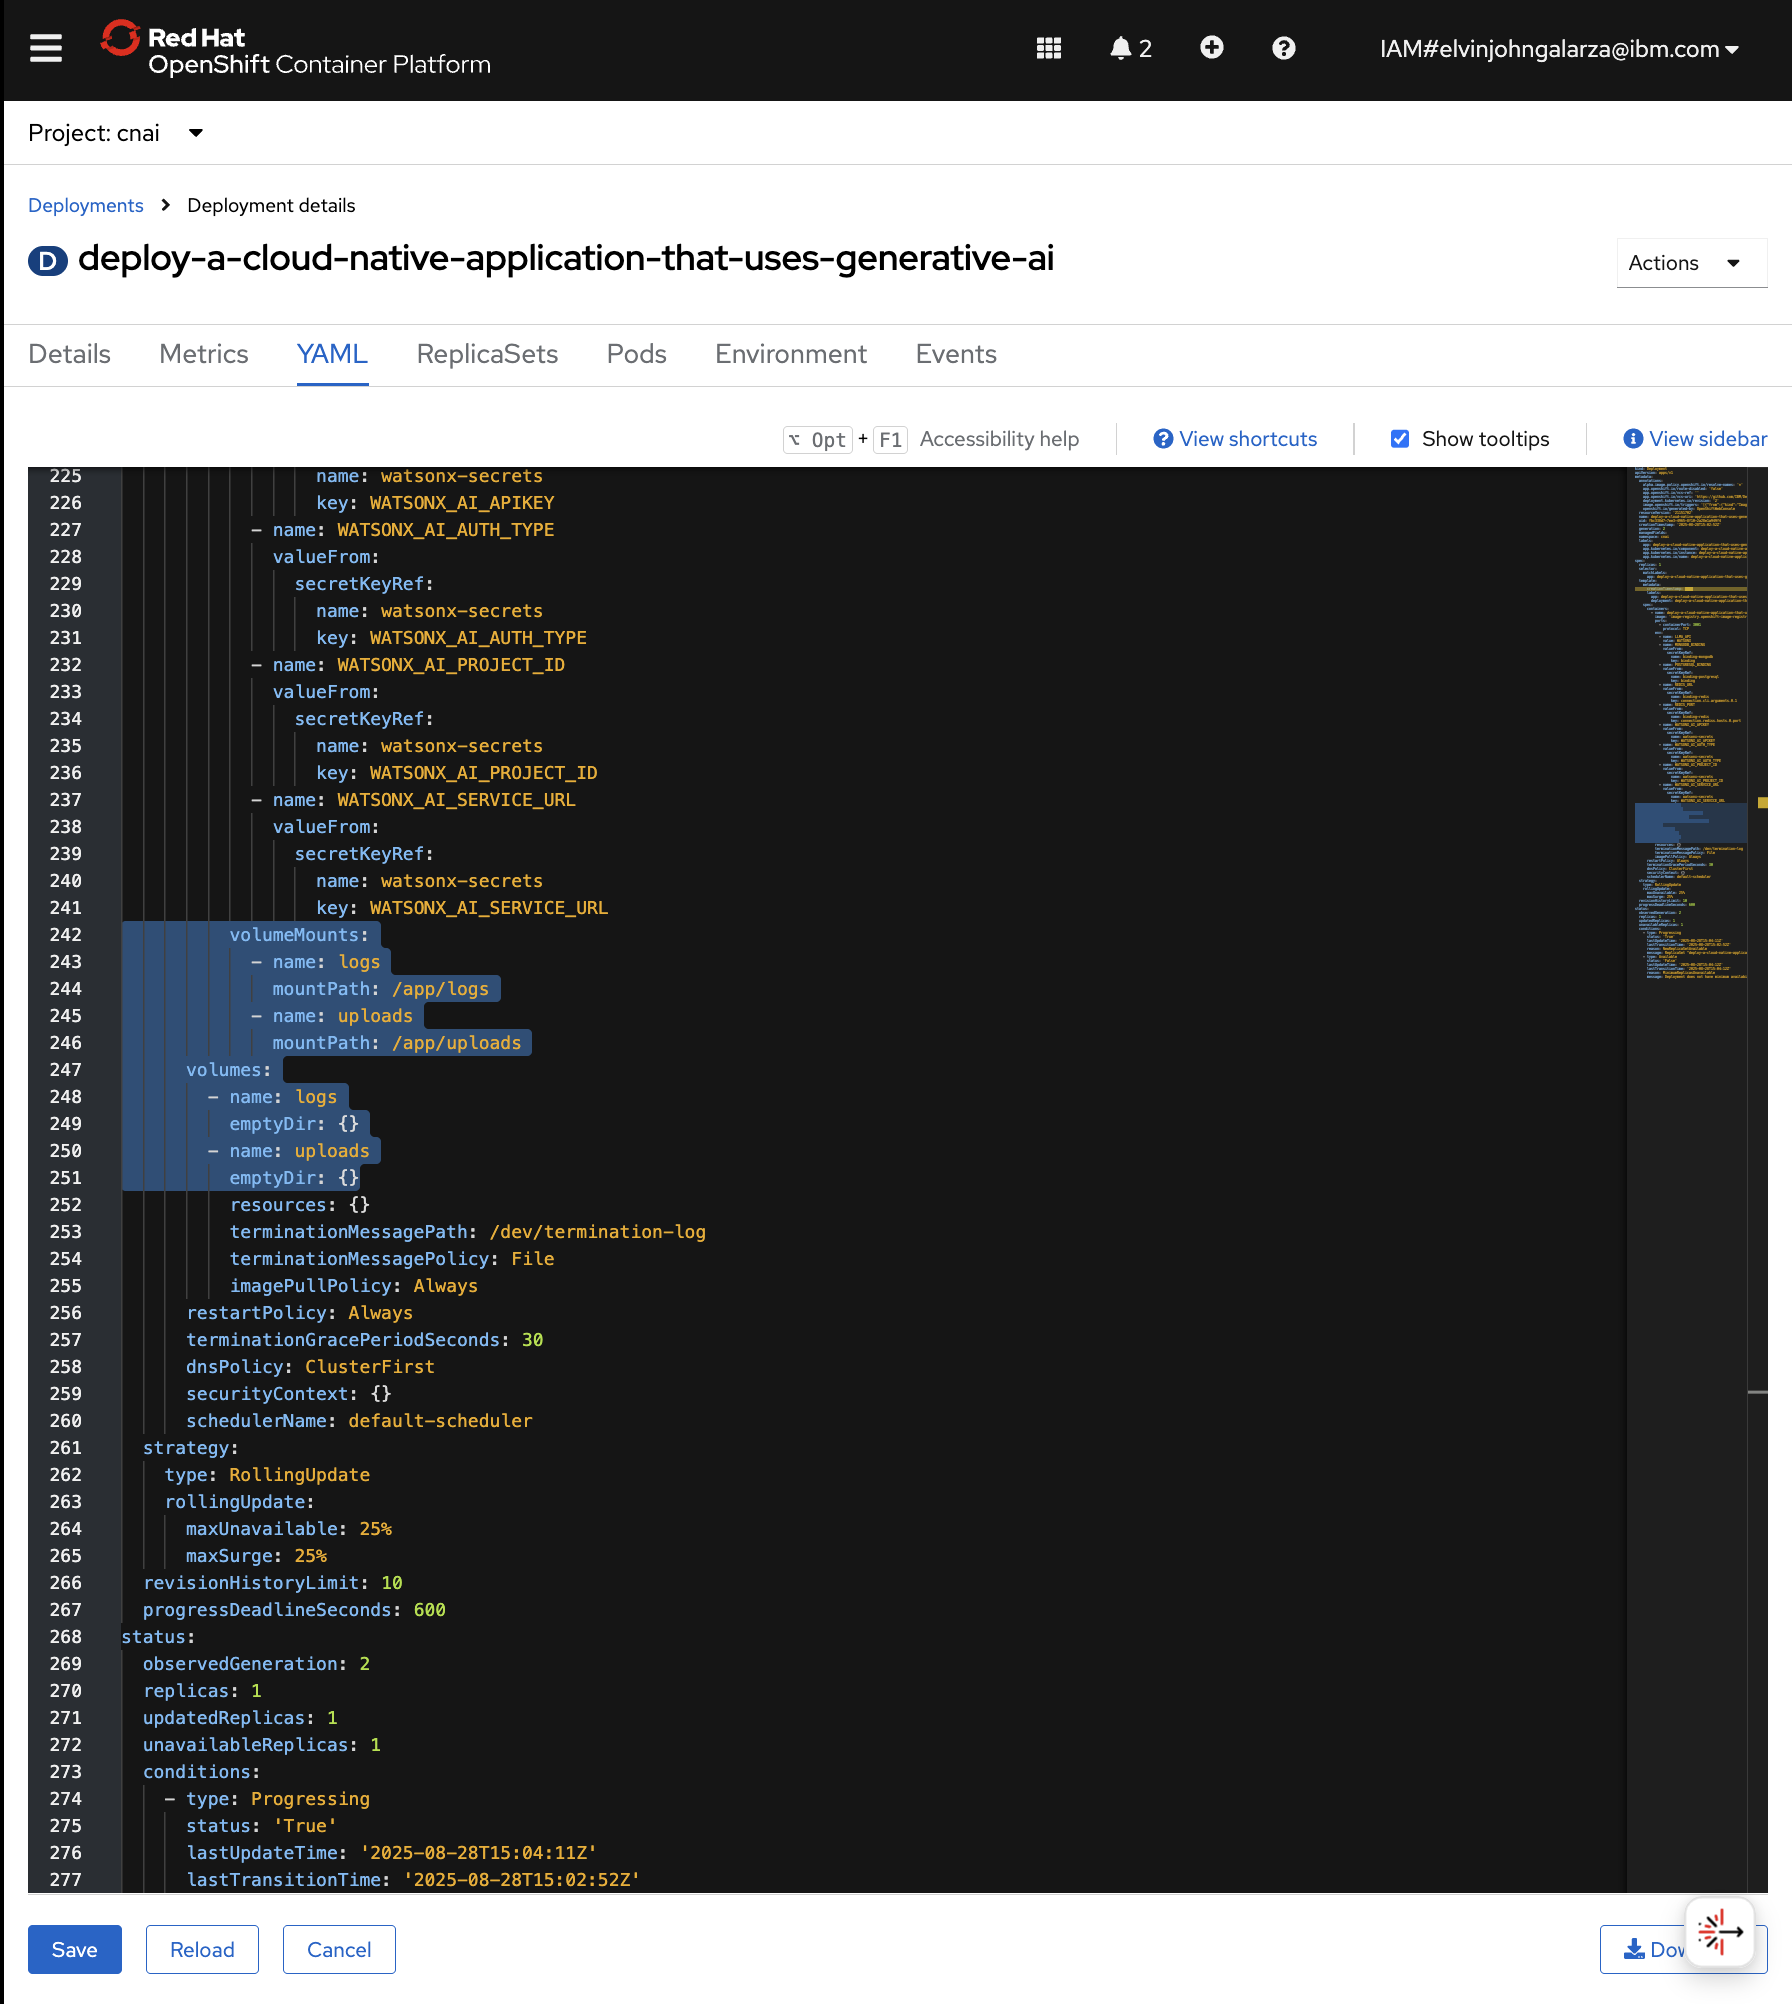 Red Hat
OpenShift Container Platform
2
IAM#elvinjohngalarza@ibm.com
Project: cnai
Deployments > Deployment details
D deploy-a-cloud-native-application-that-uses-generative-ai
Actions
Details Metrics YAML ReplicaSets Pods Environment Events
⌥ Opt + F1 Accessibility help View shortcuts Show tooltips View sidebar
225 name: watsonx-secrets
226 key: WATSONX_AI_APIKEY
227 - name: WATSONX_AI_AUTH_TYPE
228 valueFrom:
229 secretKeyRef:
230 name: watsonx-secrets
231 key: WATSONX_AI_AUTH_TYPE
232 - name: WATSONX_AI_PROJECT_ID
233 valueFrom:
234 secretKeyRef:
235 name: watsonx-secrets
236 key: WATSONX_AI_PROJECT_ID
237 - name: WATSONX_AI_SERVICE_URL
238 valueFrom:
239 secretKeyRef:
240 name: watsonx-secrets
241 key: WATSONX_AI_SERVICE_URL
242 volumeMounts:
243 - name: logs
244 mountPath: /app/logs
245 - name: uploads
246 mountPath: /app/uploads
247 volumes:
248 - name: logs
249 emptyDir: {}
250 - name: uploads
251 emptyDir: {}
252 resources: {}
253 terminationMessagePath: /dev/termination-log
254 terminationMessagePolicy: File
255 imagePullPolicy: Always
256 restartPolicy: Always
257 terminationGracePeriodSeconds: 30
258 dnsPolicy: ClusterFirst
259 securityContext: {}
260 schedulerName: default-scheduler
261 strategy:
262 type: RollingUpdate
263 rollingUpdate:
264 maxUnavailable: 25%
265 maxSurge: 25%
266 revisionHistoryLimit: 10
267 progressDeadlineSeconds: 600
268 status:
269 observedGeneration: 2
270 replicas: 1
271 updatedReplicas: 1
272 unavailableReplicas: 1
273 conditions:
274 - type: Progressing
275 status: 'True'
276 lastUpdateTime: '2025-08-28T15:04:11Z'
277 lastTransitionTime: '2025-08-28T15:02:52Z'
Save Reload Cancel